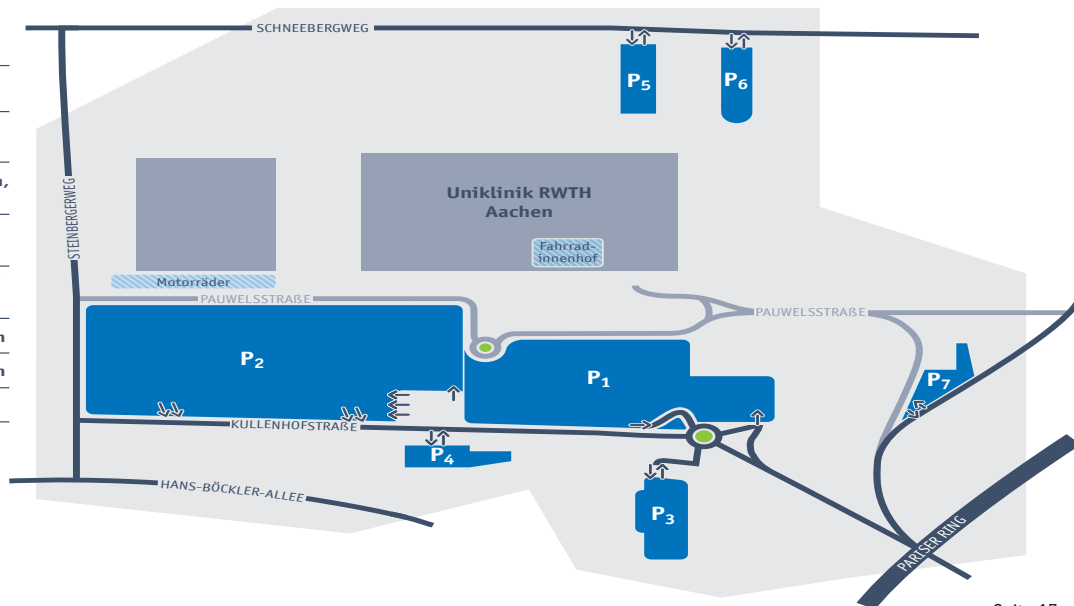 SCHNEEBERGWEG
P5
P6
STEINBERGERWEG
Uniklinik RWTH
Aachen
Fahrrad-
innenhof
Motorräder
PAUWELSSTRAßE
PAUWELSSTRAßE
P2
P1
P7
KULLENHOFSTRAßE
P4
HANS-BÖCKLER-ALLEE
P3
PARISER RING